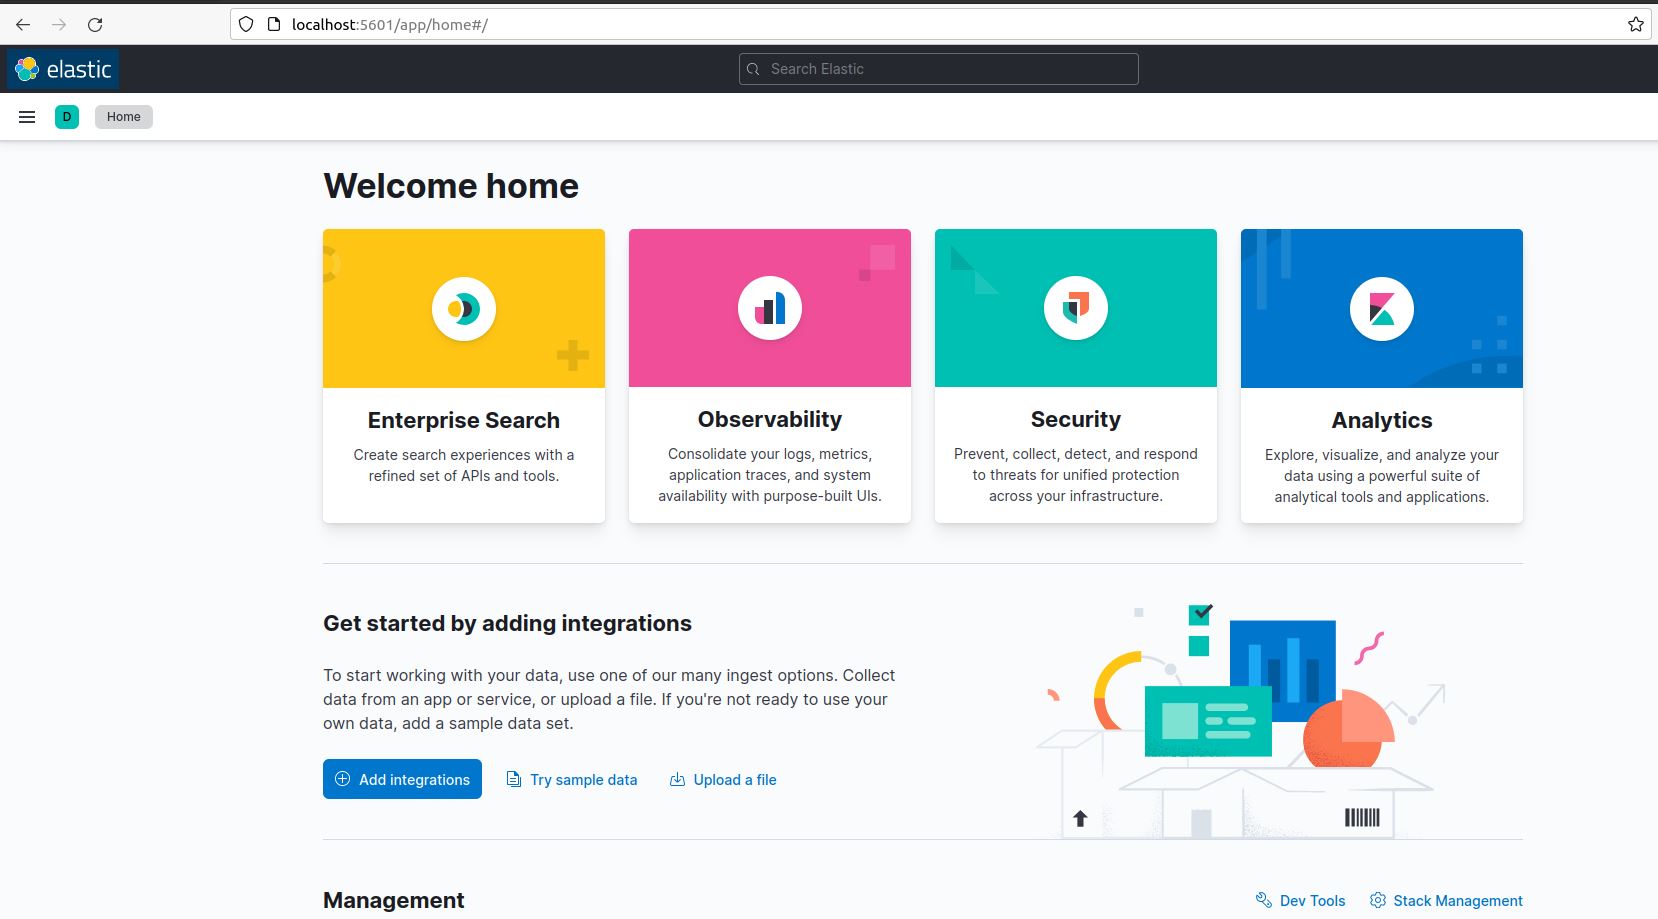 localhost:5601/app/home#/
elastic
Search Elastic
D
Home
Welcome home
Enterprise Search
Create search experiences with a
refined set of APIs and tools.
Observability
Consolidate your logs, metrics,
application traces, and system
availability with purpose-built UIs.
Security
Prevent, collect, detect, and respond
to threats for unified protection
across your infrastructure.
Analytics
Explore, visualize, and analyze your
data using a powerful suite of
analytical tools and applications.
Get started by adding integrations
To start working with your data, use one of our many ingest options. Collect
data from an app or service, or upload a file. If you're not ready to use your
own data, add a sample data set.
Add integrations
Try sample data
Upload a file
Management
Dev Tools
Stack Management